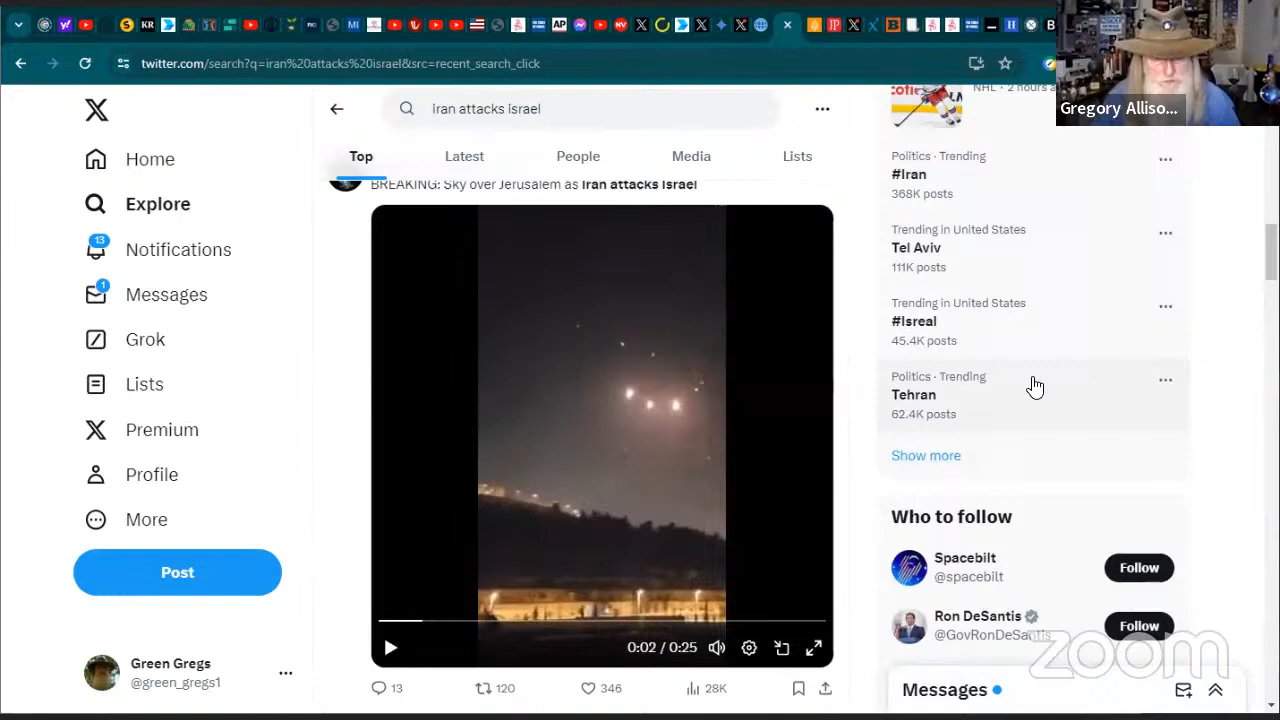 twitter.com/search?q=iran%20attacks%20israel&src=recent_search_click
Gregory Alliso...
Home
Explore
13
Notifications
1
Messages
Grok
Lists
Premium
Profile
More
Post
Green Gregs
@green_gregs1
iran attacks israel
Top
Latest
People
Media
Lists
BREAKING: Sky over Jerusalem as Iran attacks Israel
0:02 / 0:25
13
120
346
28K
NHL · 2 hours a
Politics · Trending
#Iran
368K posts
Trending in United States
Tel Aviv
111K posts
Trending in United States
#Isreal
45.4K posts
Politics · Trending
Tehran
62.4K posts
Show more
Who to follow
Spacebilt
@spacebilt
Follow
Ron DeSantis
@GovRonDeSantis
Follow
zoom
Messages